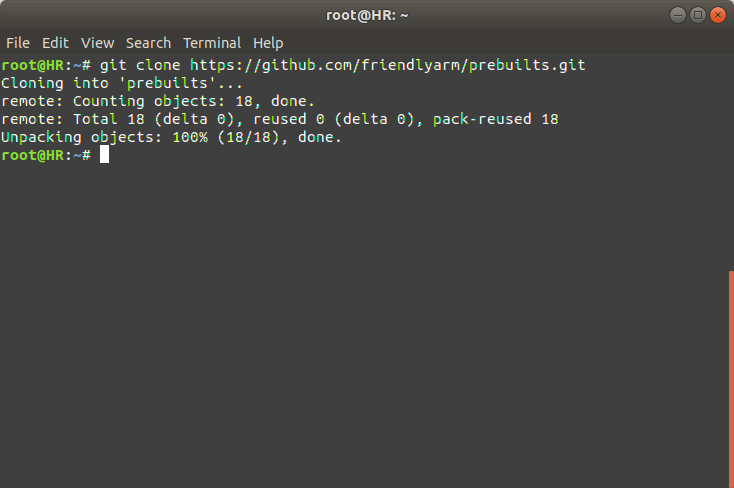 root@HR: ~
File Edit View Search Terminal Help
root@HR:~# git clone https://github.com/friendlyarm/prebuilts.git
Cloning into 'prebuilts'...
remote: Counting objects: 18, done.
remote: Total 18 (delta 0), reused 0 (delta 0), pack-reused 18
Unpacking objects: 100% (18/18), done.
root@HR:~#